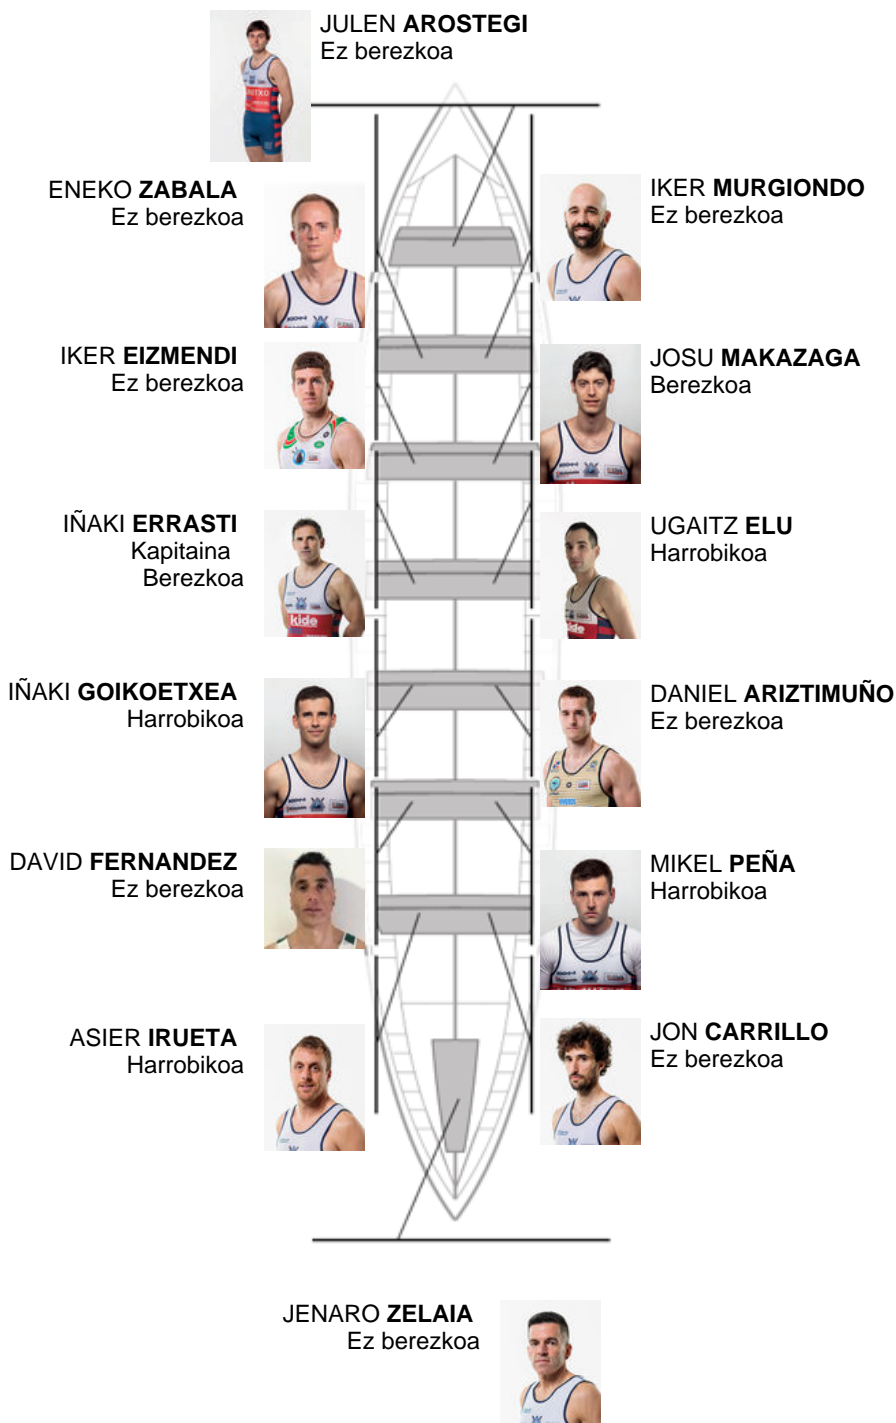 JULEN AROSTEGI
Ez berezkoa
ENEKO ZABALA
Ez berezkoa
IKER MURGIONDO
Ez berezkoa
IKER EIZMENDI
Ez berezkoa
JOSU MAKAZAGA
Berezkoa
IÑAKI ERRASTI
Kapitaina
Berezkoa
kide
UGAITZ ELU
Harrobikoa
kide
IÑAKI GOIKOETXEA
Harrobikoa
DANIEL ARIZTIMUÑO
Ez berezkoa
DAVID FERNANDEZ
Ez berezkoa
MIKEL PEÑA
Harrobikoa
ASIER IRUETA
Harrobikoa
JON CARRILLO
Ez berezkoa
JENARO ZELAIA
Ez berezkoa